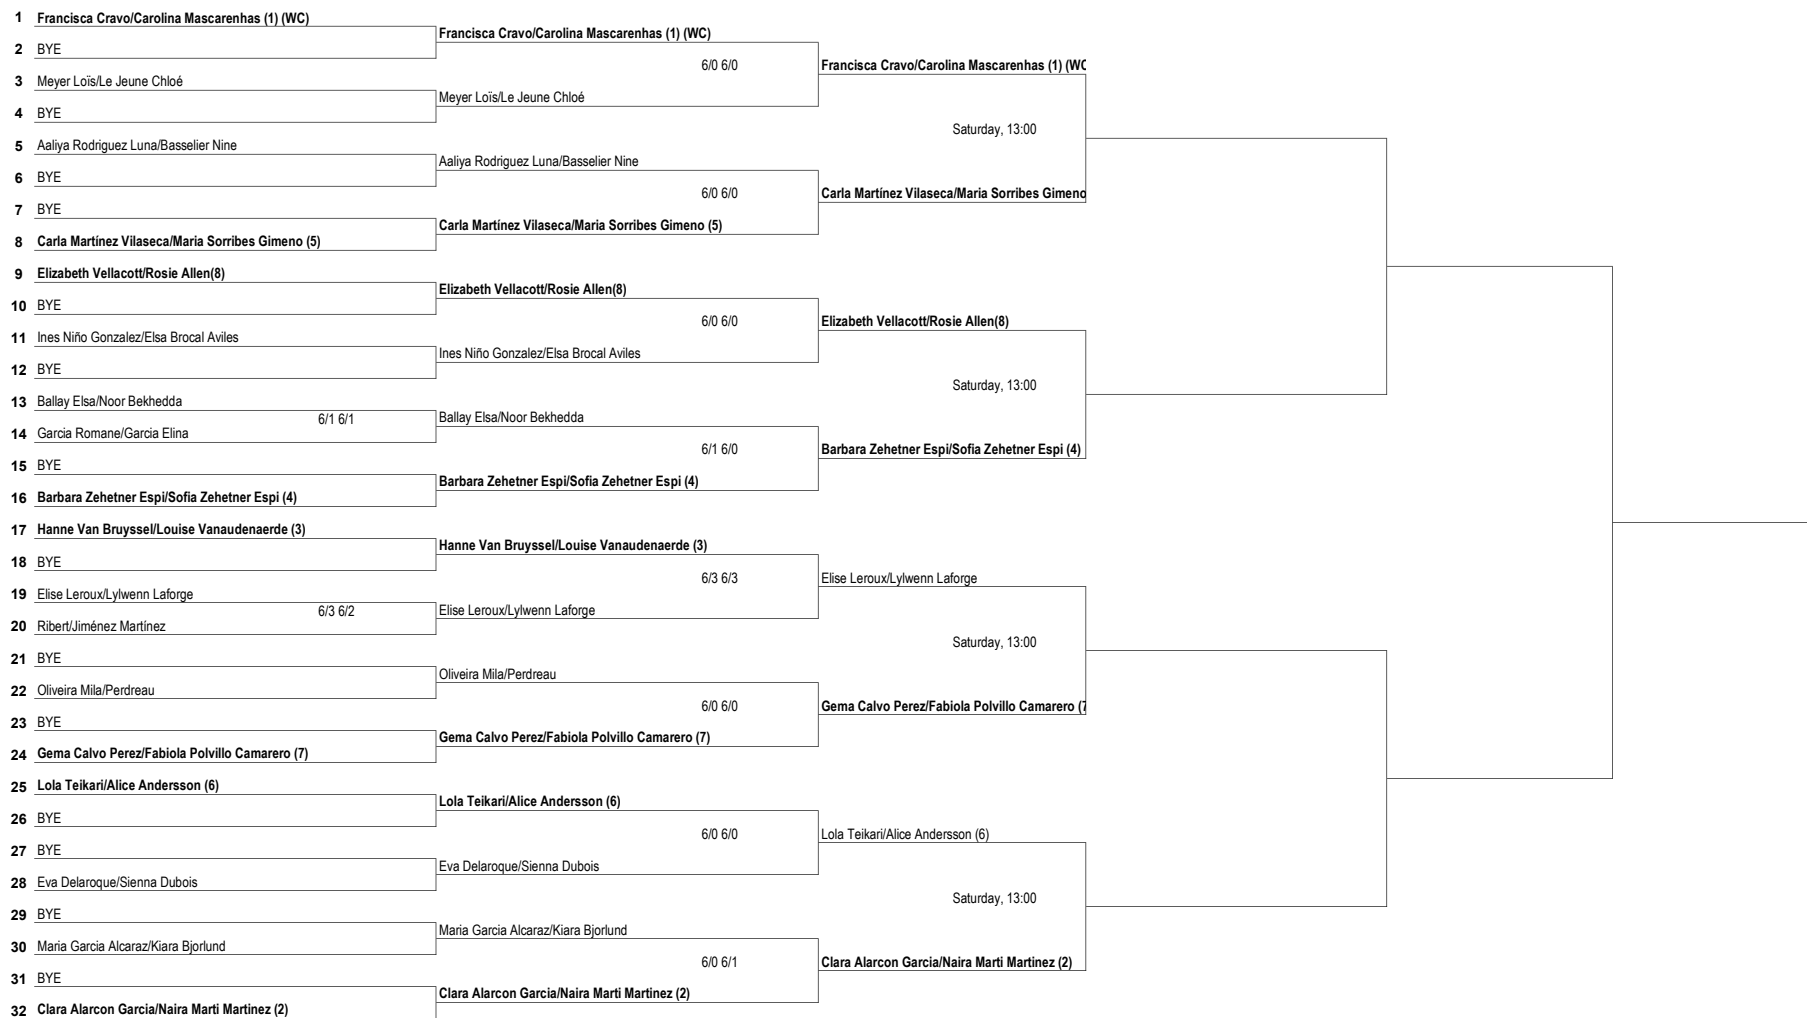 1 Francisca Cravo/Carolina Mascarenhas (1) (WC)
Francisca Cravo/Carolina Mascarenhas (1) (WC)
2 BYE
6/0 6/0 Francisca Cravo/Carolina Mascarenhas (1) (WC
3 Meyer Loïs/Le Jeune Chloé
Meyer Loïs/Le Jeune Chloé
4 BYE
Saturday, 13:00
5 Aaliya Rodriguez Luna/Basselier Nine
Aaliya Rodriguez Luna/Basselier Nine
6 BYE
6/0 6/0 Carla Martínez Vilaseca/Maria Sorribes Gimeno
7 BYE
Carla Martínez Vilaseca/Maria Sorribes Gimeno (5)
8 Carla Martínez Vilaseca/Maria Sorribes Gimeno (5)
9 Elizabeth Vellacott/Rosie Allen(8)
Elizabeth Vellacott/Rosie Allen(8)
10 BYE
6/0 6/0 Elizabeth Vellacott/Rosie Allen(8)
11 Ines Niño Gonzalez/Elsa Brocal Aviles
Ines Niño Gonzalez/Elsa Brocal Aviles
12 BYE
Saturday, 13:00
13 Ballay Elsa/Noor Bekhedda
6/1 6/1 Ballay Elsa/Noor Bekhedda
14 Garcia Romane/Garcia Elina
6/1 6/0 Barbara Zehetner Espi/Sofia Zehetner Espi (4)
15 BYE
Barbara Zehetner Espi/Sofia Zehetner Espi (4)
16 Barbara Zehetner Espi/Sofia Zehetner Espi (4)
17 Hanne Van Bruyssel/Louise Vanaudenaerde (3)
Hanne Van Bruyssel/Louise Vanaudenaerde (3)
18 BYE
6/3 6/3 Elise Leroux/Lylwenn Laforge
19 Elise Leroux/Lylwenn Laforge
6/3 6/2 Elise Leroux/Lylwenn Laforge
20 Ribert/Jiménez Martínez
Saturday, 13:00
21 BYE
Oliveira Mila/Perdreau
22 Oliveira Mila/Perdreau
6/0 6/0 Gema Calvo Perez/Fabiola Polvillo Camarero (7
23 BYE
Gema Calvo Perez/Fabiola Polvillo Camarero (7)
24 Gema Calvo Perez/Fabiola Polvillo Camarero (7)
25 Lola Teikari/Alice Andersson (6)
Lola Teikari/Alice Andersson (6)
26 BYE
6/0 6/0 Lola Teikari/Alice Andersson (6)
27 BYE
Eva Delaroque/Sienna Dubois
28 Eva Delaroque/Sienna Dubois
Saturday, 13:00
29 BYE
Maria Garcia Alcaraz/Kiara Bjorlund
30 Maria Garcia Alcaraz/Kiara Bjorlund
6/0 6/1 Clara Alarcon Garcia/Naira Marti Martinez (2)
31 BYE
Clara Alarcon Garcia/Naira Marti Martinez (2)
32 Clara Alarcon Garcia/Naira Marti Martinez (2)